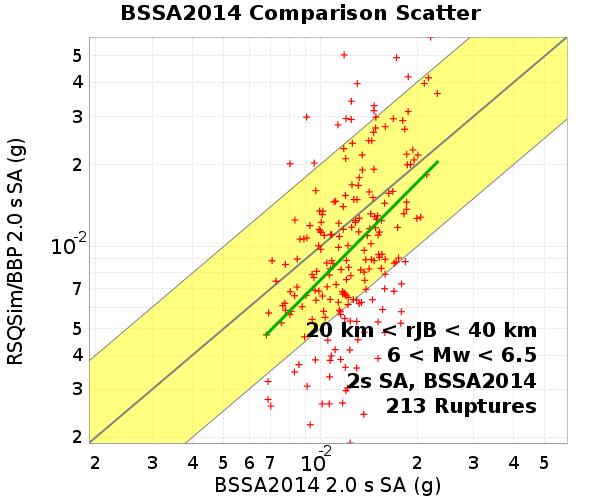 BSSA2014 Comparison Scatter
RSQSim/BBP 2.0 s SA (g)
5
4
3
2
10-2
7
5
4
3
2
20 km < rJB < 40 km
6 < Mw < 6.5
2s SA, BSSA2014
213 Ruptures
2 3 4 5 6 7 10-2 2 3 4 5
BSSA2014 2.0 s SA (g)